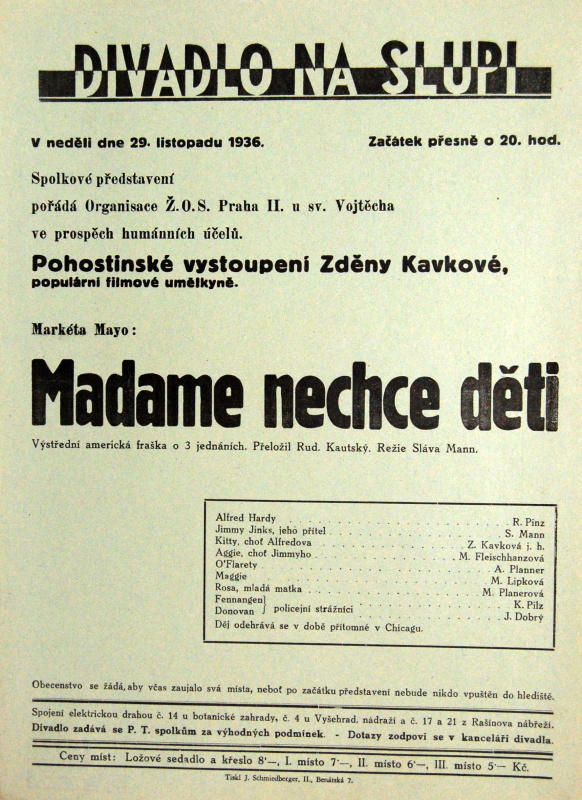 DIVADLO NA SLUPI
V neděli dne 29. listopadu 1936. Začátek přesně o 20. hod.
Spolkové představení
pořádá Organisace Ž.O.S. Praha II. u sv. Vojtěcha
ve prospěch humánních účelů.
Pohostinské vystoupení Zděny Kavkové,
populární filmové umělkyně.
Markéta Mayo:
Madame nechce děti
Výstřední americká fraška o 3 jednáních. Přeložil Rud. Kautský. Režie Sláva Mann.
Alfred Hardy . . . . . . . . . . R. Pinz
Jimmy Jinks, jeho přítel . . . . . . . . . . S. Mann
Kitty, choť Alfredova . . . . . . . . . . Z. Kavková j. h.
Aggie, choť Jimmyho . . . . . . . . . . M. Fleischhanzová
O'Flarety . . . . . . . . . . A. Planner
Maggie . . . . . . . . . . M. Lipková
Rosa, mladá matka . . . . . . . . . . M. Planerová
Fennangen } policejní strážníci . . . . . . . . . . K. Pilz
Donovan } . . . . . . . . . . J. Dobrý
Děj odehrává se v době přítomné v Chicagu.
Obecenstvo se žádá, aby včas zaujalo svá místa, neboť po začátku představení nebude nikdo vpuštěn do hlediště.
Spojení elektrickou drahou č. 14 u botanické zahrady, č. 4 u Vyšehrad. nádraží a č. 17 a 21 z Rašínova nábřeží.
Divadlo zadává se P. T. spolkům za výhodných podmínek. - Dotazy zodpoví se v kanceláři divadla.
Ceny míst: Ložové sedadlo a křeslo 8·—, I. místo 7·—, II. místo 6·—, III. místo 5·— Kč.
Tiskl J. Schmiedberger, II., Benátská 7.